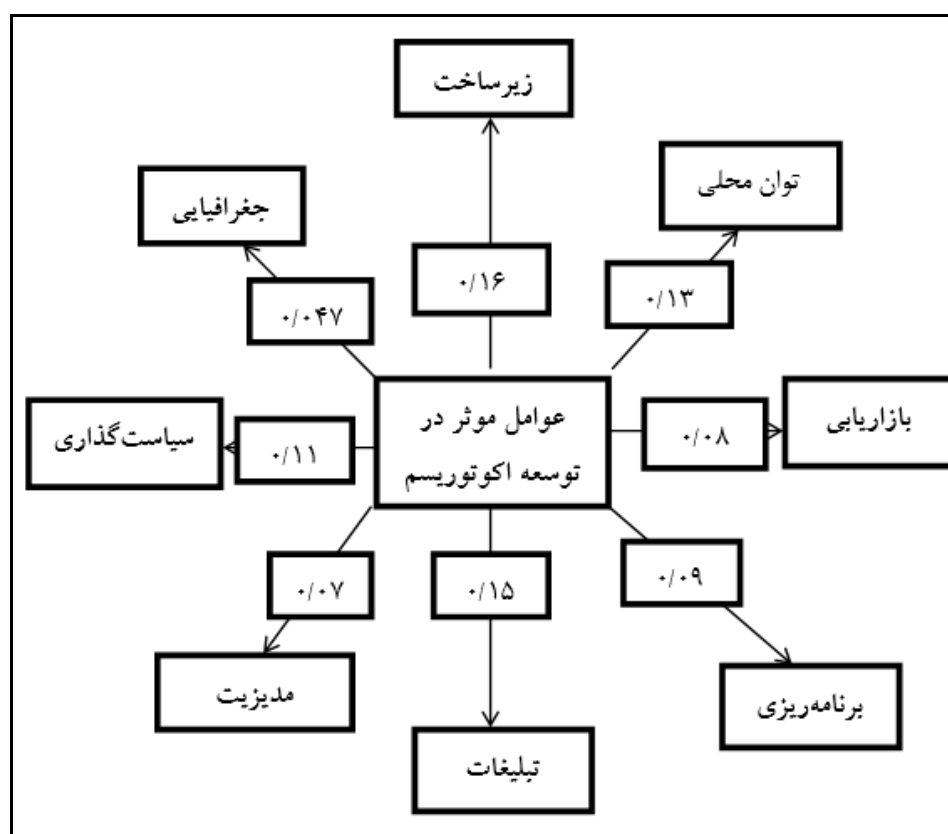 زیرساخت
توان محلی
جغرافیایی
۰/۱۶
۰/۱۳
۰/۰۴۷
عوامل موثر در
توسعه اکوتوریسم
بازاریابی
۰/۰۸
سیاست‌گذاری
۰/۱۱
۰/۰۹
۰/۱۵
۰/۰۷
برنامه‌ریزی
مدیزیت
تبلیغات